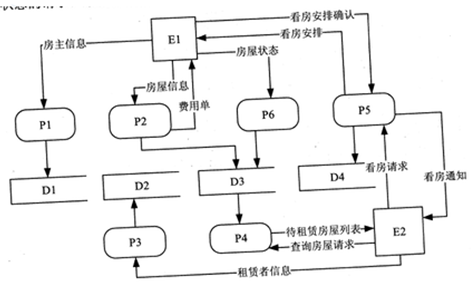 看房安排确认
E1
看房安排
房主信息
房屋状态
房屋信息
费用单
P1
P2
P6
P5
D1
D2
D3
D4
看房请求
看房通知
P3
P4
待租赁房屋列表
查询房屋请求
E2
租赁者信息